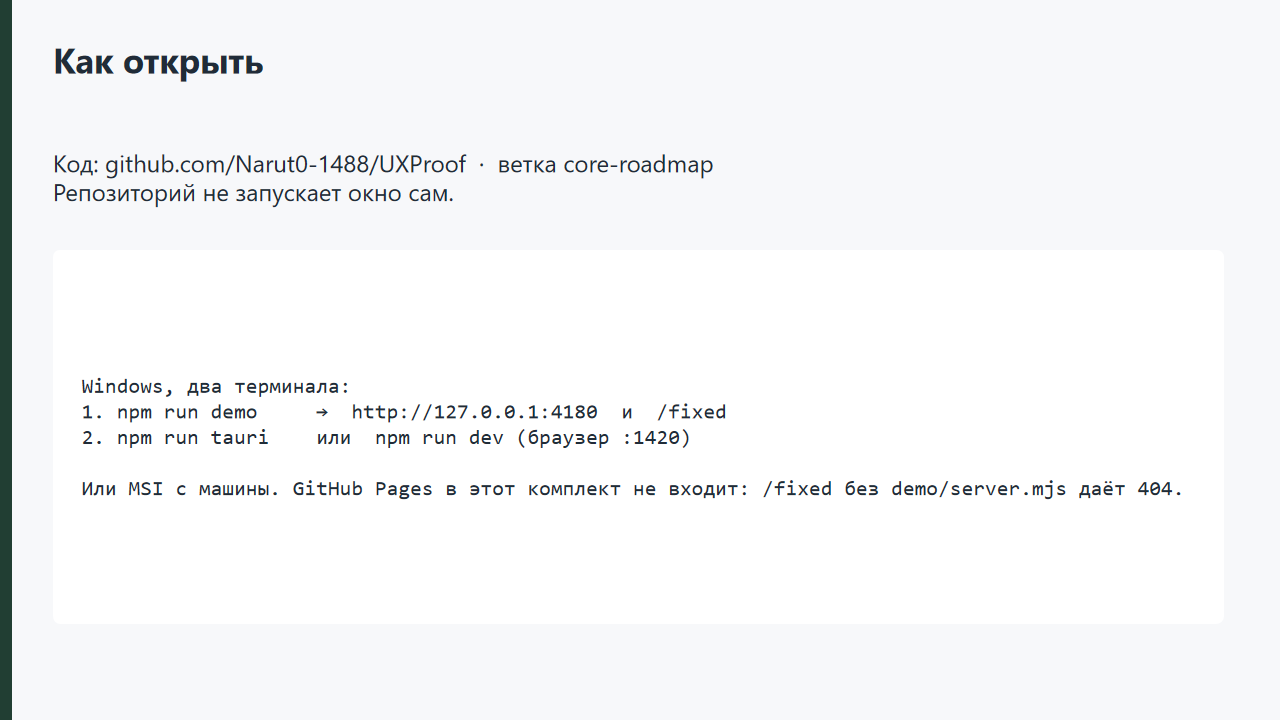 Как открыть
Код: github.com/Narut0-1488/UXProof · ветка core-roadmap
Репозиторий не запускает окно сам.
Windows, два терминала:
1. npm run demo → http://127.0.0.1:4180 и /fixed
2. npm run tauri или npm run dev (браузер :1420)
Или MSI с машины. GitHub Pages в этот комплект не входит: /fixed без demo/server.mjs даёт 404.